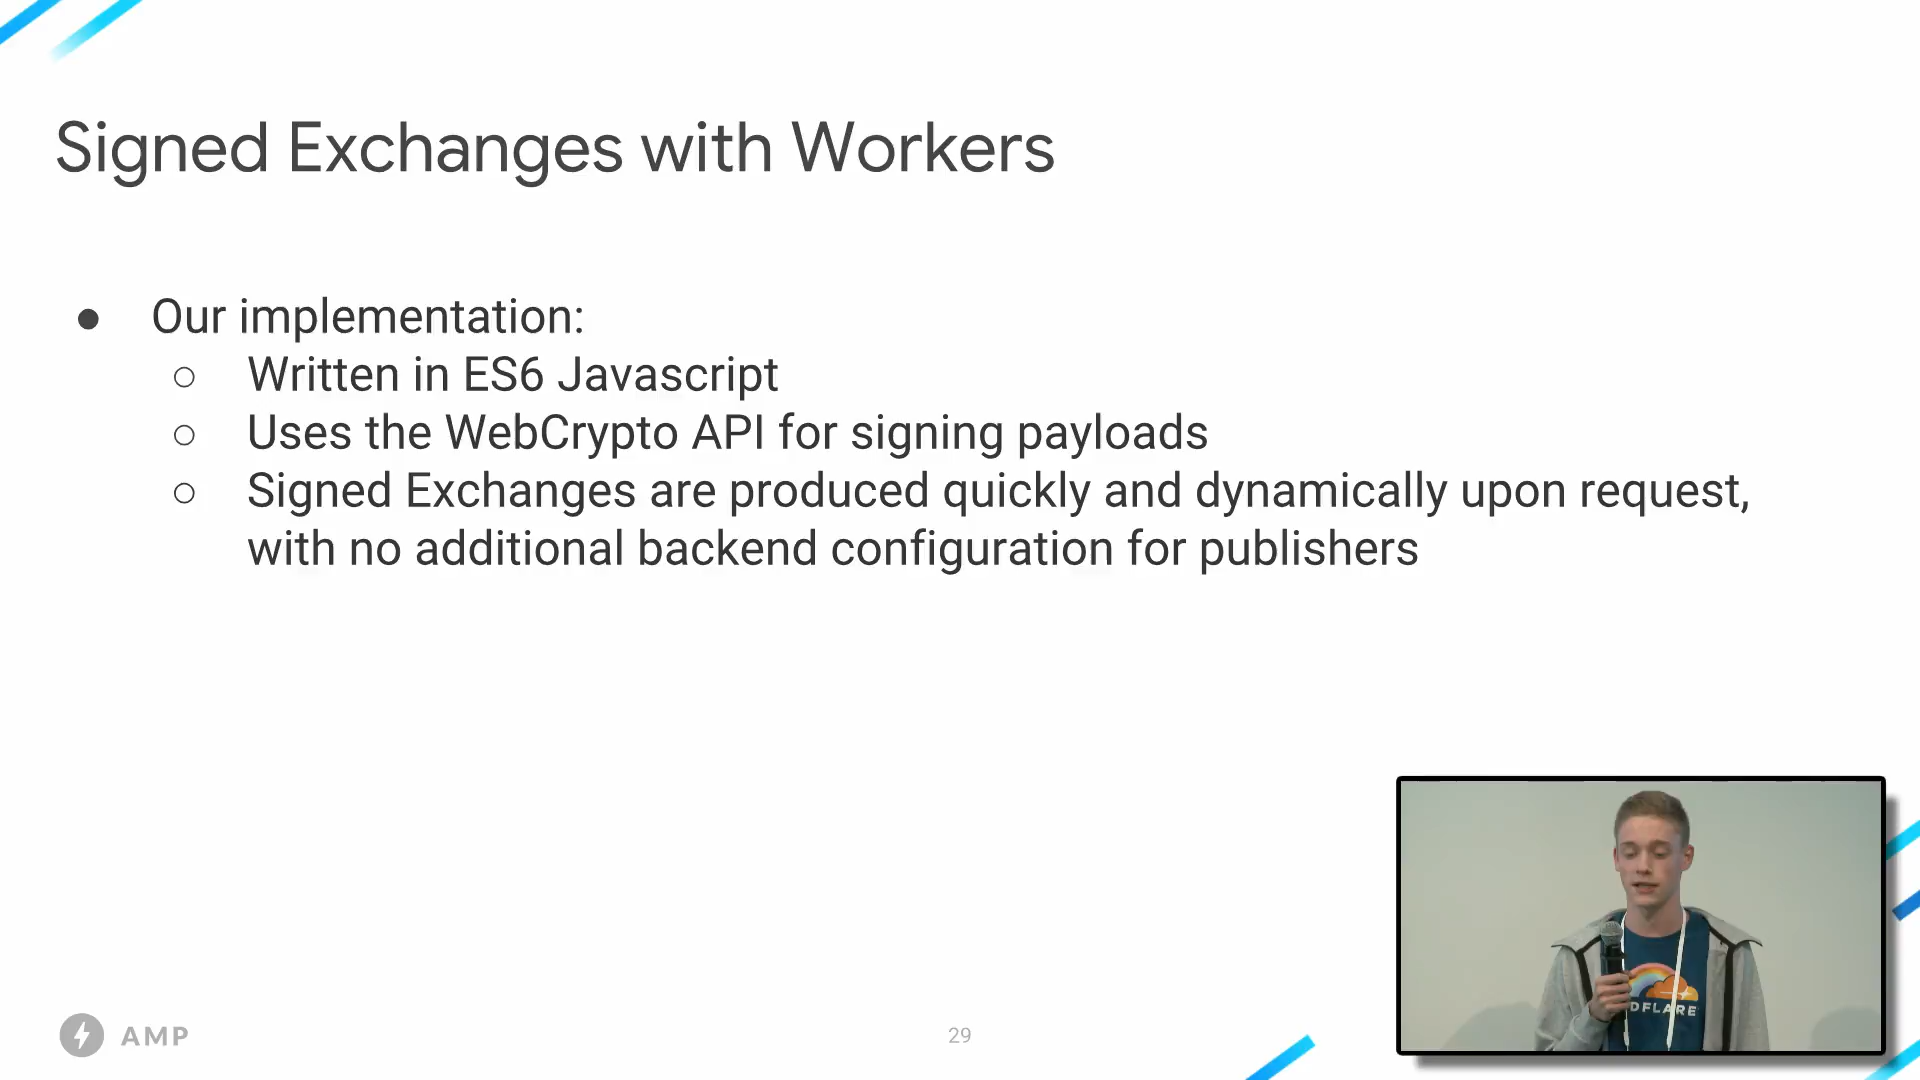 Signed Exchanges with Workers
● Our implementation:
○ Written in ES6 Javascript
○ Uses the WebCrypto API for signing payloads
○ Signed Exchanges are produced quickly and dynamically upon request,
with no additional backend configuration for publishers
DFLARE
AMP
29